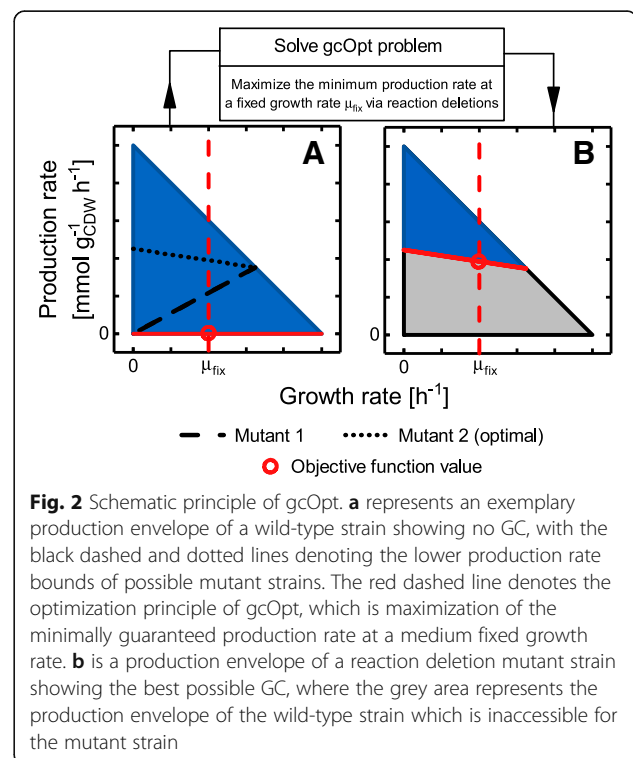 Solve gcOpt problem
Maximize the minimum production rate at
a fixed growth rate μfix via reaction deletions
A
B
Production rate
[mmol g⁻¹CDW h⁻¹]
0
0
0
μfix
0
μfix
Growth rate [h⁻¹]
Mutant 1
Mutant 2 (optimal)
Objective function value
Fig. 2 Schematic principle of gcOpt. a represents an exemplary
production envelope of a wild-type strain showing no GC, with the
black dashed and dotted lines denoting the lower production rate
bounds of possible mutant strains. The red dashed line denotes the
optimization principle of gcOpt, which is maximization of the
minimally guaranteed production rate at a medium fixed growth
rate. b is a production envelope of a reaction deletion mutant strain
showing the best possible GC, where the grey area represents the
production envelope of the wild-type strain which is inaccessible for
the mutant strain